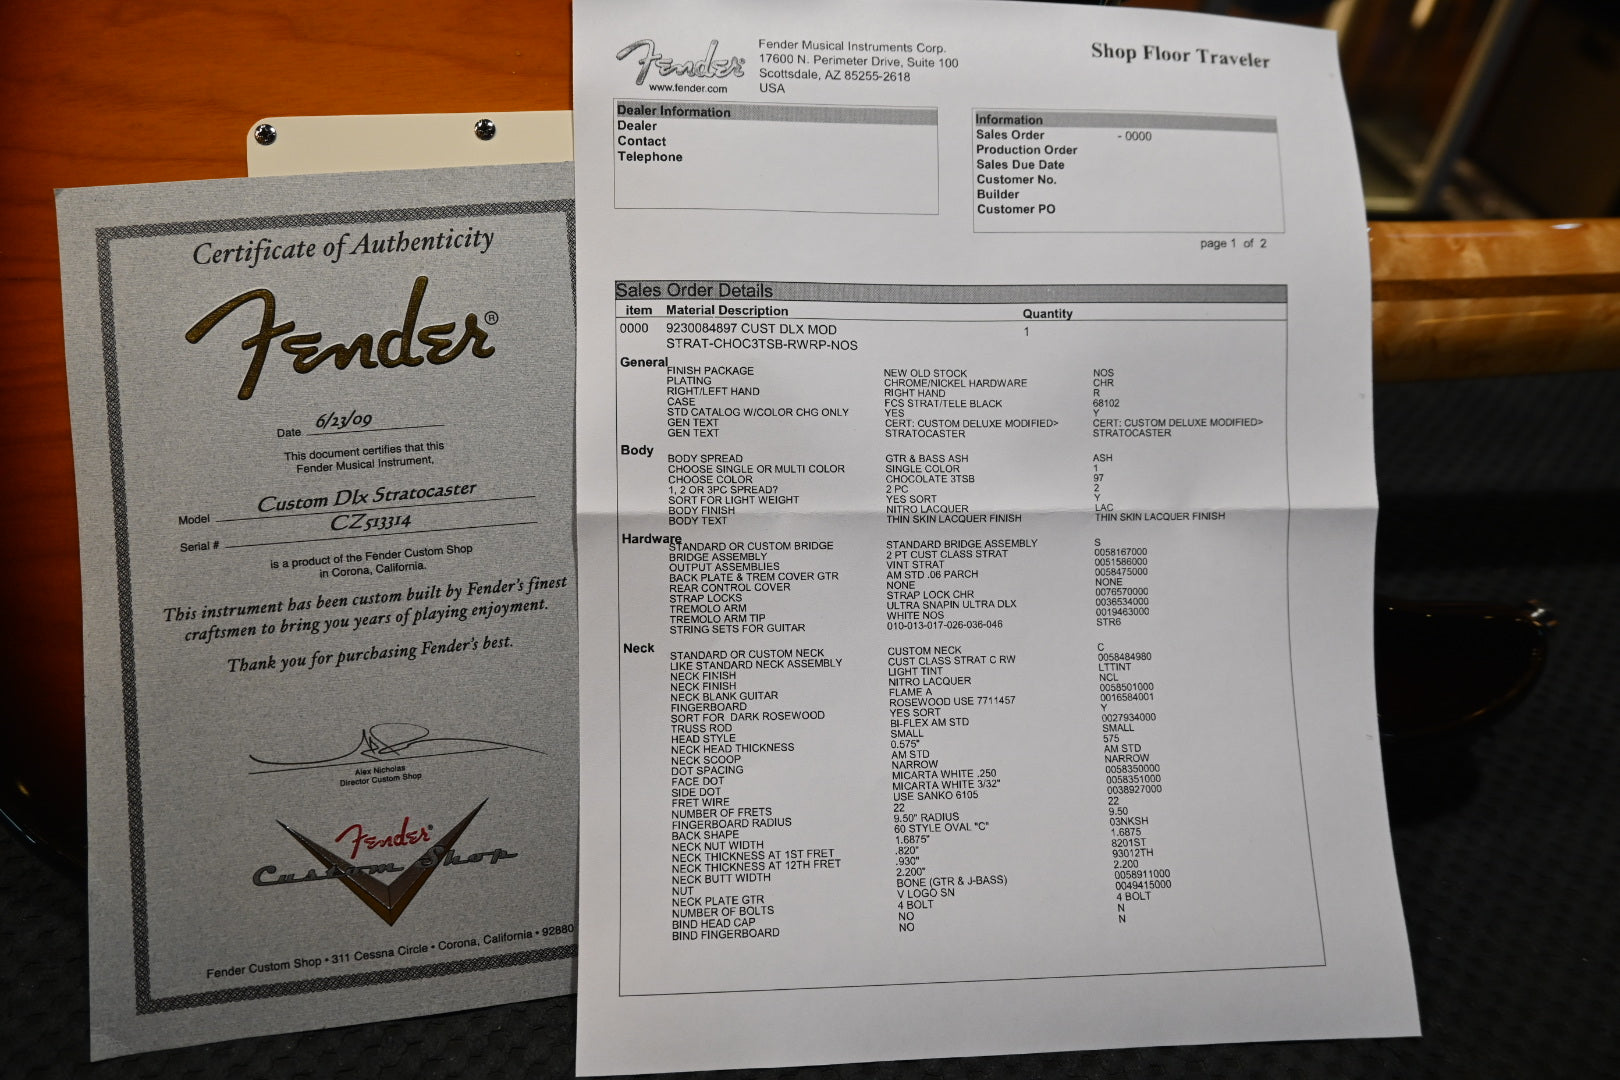 Certificate of Authenticity
Fender®
Date 6/23/09
This document certifies that this
Fender Musical Instrument,
Model Custom Dlx Stratocaster
Serial # CZ513314
is a product of the Fender Custom Shop
in Corona, California.
This instrument has been custom built by Fender's finest
craftsmen to bring you years of playing enjoyment.
Thank you for purchasing Fender's best.
Alex Nicholas
Director Custom Shop
Fender®
Custom Shop
Fender Custom Shop • 311 Cessna Circle • Corona, California • 92880
Fender
www.fender.com
Fender Musical Instruments Corp.
17600 N. Perimeter Drive, Suite 100
Scottsdale, AZ 85255-2618
USA
Shop Floor Traveler
Dealer Information
Dealer
Contact
Telephone
Information
Sales Order - 0000
Production Order
Sales Due Date
Customer No.
Builder
Customer PO
page 1 of 2
Sales Order Details
item Material Description Quantity
0000 9230084897 CUST DLX MOD 1
STRAT-CHOC3TSB-RWRP-NOS
General
FINISH PACKAGE NEW OLD STOCK NOS
PLATING CHROME/NICKEL HARDWARE CHR
RIGHT/LEFT HAND RIGHT HAND R
CASE FCS STRAT/TELE BLACK 68102
STD CATALOG W/COLOR CHG ONLY YES Y
GEN TEXT CERT: CUSTOM DELUXE MODIFIED> CERT: CUSTOM DELUXE MODIFIED>
GEN TEXT STRATOCASTER STRATOCASTER
Body
BODY SPREAD GTR & BASS ASH ASH
CHOOSE SINGLE OR MULTI COLOR SINGLE COLOR 1
CHOOSE COLOR CHOCOLATE 3TSB 97
1, 2 OR 3PC SPREAD? 2 PC 2
SORT FOR LIGHT WEIGHT YES SORT Y
BODY FINISH NITRO LACQUER LAC
BODY TEXT THIN SKIN LACQUER FINISH THIN SKIN LACQUER FINISH
Hardware
STANDARD OR CUSTOM BRIDGE STANDARD BRIDGE ASSEMBLY S
BRIDGE ASSEMBLY 2 PT CUST CLASS STRAT 0058167000
OUTPUT ASSEMBLIES VINT STRAT 0051586000
BACK PLATE & TREM COVER GTR AM STD .06 PARCH 0058475000
REAR CONTROL COVER NONE NONE
STRAP LOCKS STRAP LOCK CHR 0076570000
TREMOLO ARM ULTRA SNAPIN ULTRA DLX 0036534000
TREMOLO ARM TIP WHITE NOS 0019463000
STRING SETS FOR GUITAR 010-013-017-026-036-046 STR6
Neck
STANDARD OR CUSTOM NECK CUSTOM NECK C
LIKE STANDARD NECK ASSEMBLY CUST CLASS STRAT C RW 0058484980
NECK FINISH LIGHT TINT LTTINT
NECK FINISH NITRO LACQUER NCL
NECK BLANK GUITAR FLAME A 0058501000
FINGERBOARD ROSEWOOD USE 7711457 0016584001
SORT FOR DARK ROSEWOOD YES SORT Y
TRUSS ROD BI-FLEX AM STD 0027934000
HEAD STYLE SMALL SMALL
NECK HEAD THICKNESS 0.575" 575
NECK SCOOP AM STD AM STD
DOT SPACING NARROW NARROW
FACE DOT MICARTA WHITE .250 0058350000
SIDE DOT MICARTA WHITE 3/32" 0058351000
FRET WIRE USE SANKO 6105 0038927000
NUMBER OF FRETS 22 22
FINGERBOARD RADIUS 9.50" RADIUS 9.50
BACK SHAPE 60 STYLE OVAL "C" 03NKSH
NECK NUT WIDTH 1.6875" 1.6875
NECK THICKNESS AT 1ST FRET .820" 8201ST
NECK THICKNESS AT 12TH FRET .930" 93012TH
NECK BUTT WIDTH 2.200" 2.200
NUT BONE (GTR & J-BASS) 0058911000
NECK PLATE GTR V LOGO SN 0049415000
NUMBER OF BOLTS 4 BOLT 4 BOLT
BIND HEAD CAP NO N
BIND FINGERBOARD NO N